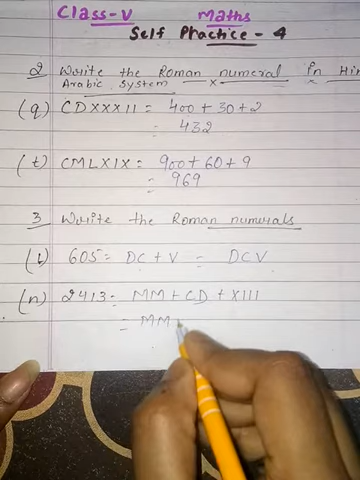 Class-V Maths
Self Practice - 4
2 Write the Roman numeral in Hin
Arabic system
(q) CDXXXII = 400 + 30 + 2
= 432
(t) CMLXIX = 900 + 60 + 9
= 969
3 Write the Roman numerals
(l) 605 = DC + V = DCV
(n) 2413 = MM + CD + XIII
= MM